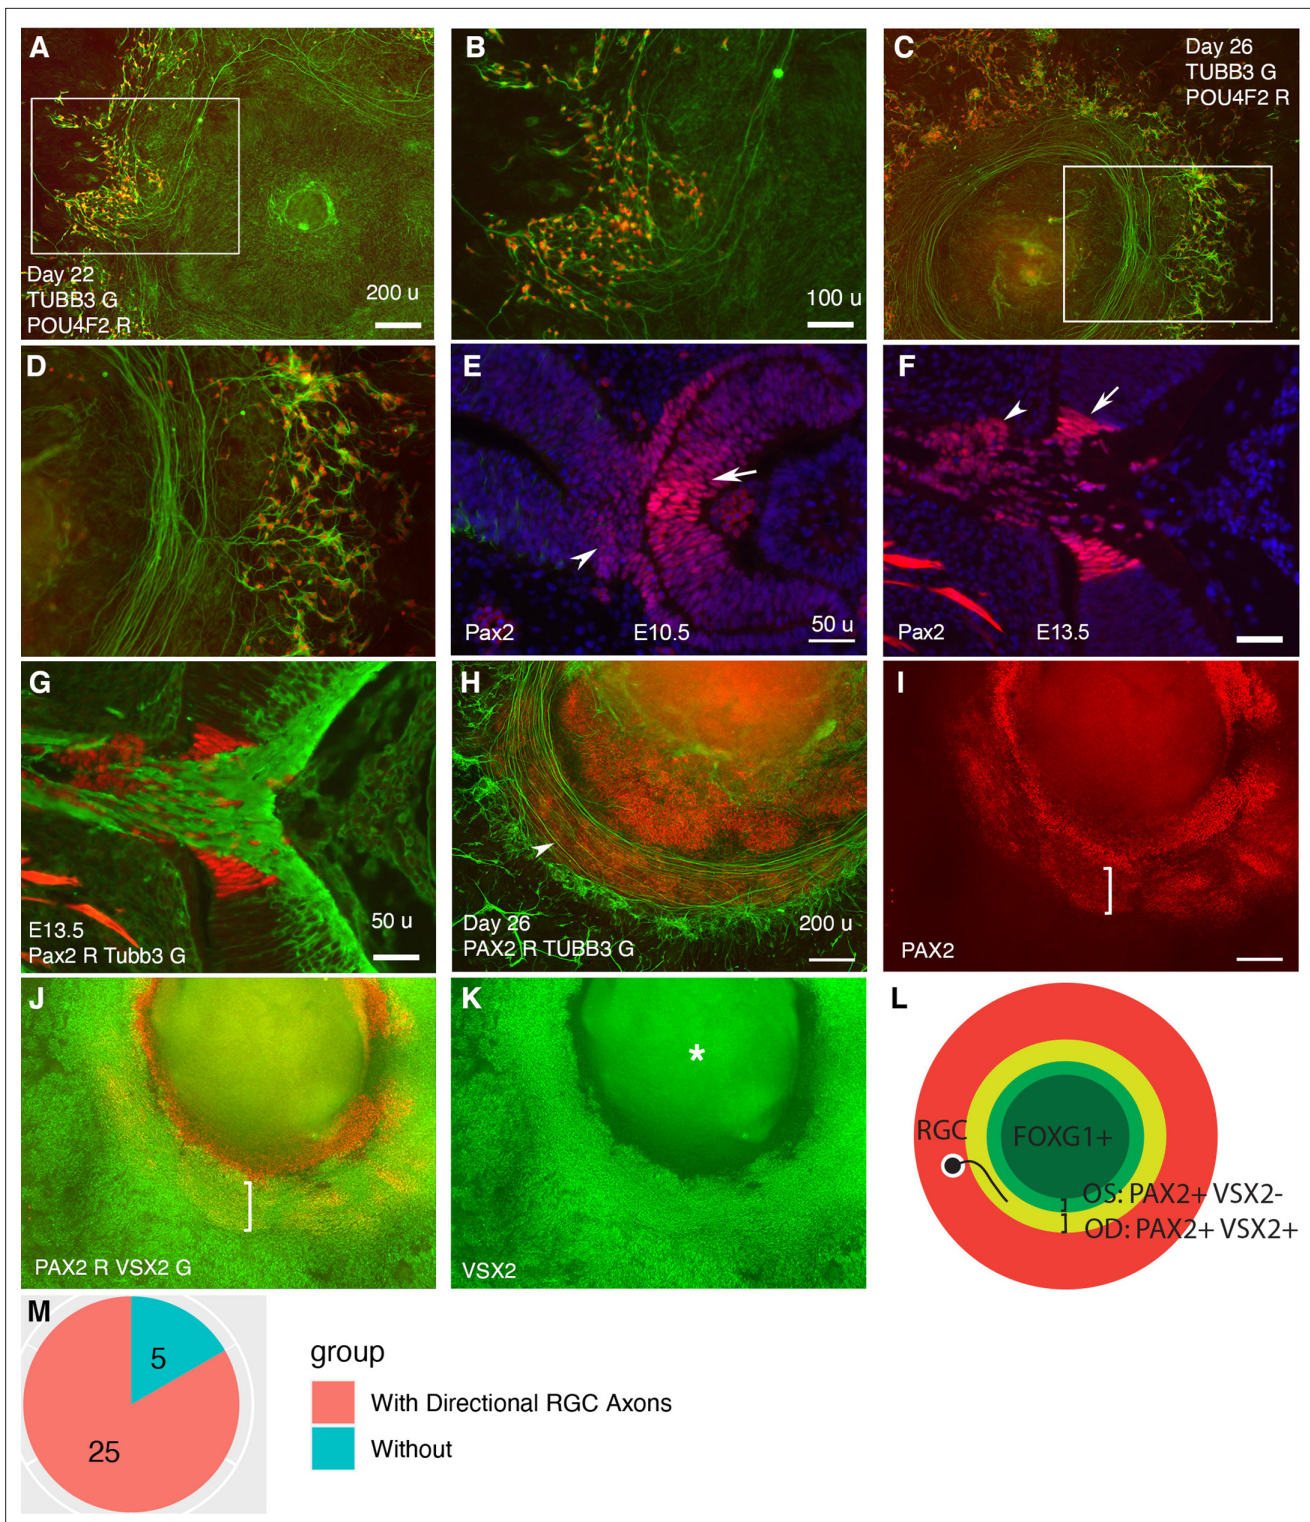 A
Day 22
TUBB3 G
POU4F2 R
200 u
B
100 u
C
Day 26
TUBB3 G
POU4F2 R
D
E
Pax2
E10.5
50 u
F
Pax2
E13.5
G
E13.5
Pax2 R Tubb3 G
50 u
H
Day 26
PAX2 R TUBB3 G
200 u
I
PAX2
J
PAX2 R VSX2 G
K
*
VSX2
L
RGC
FOXG1+
OS: PAX2+ VSX2-
OD: PAX2+ VSX2+
M
5
25
group
With Directional RGC Axons
Without